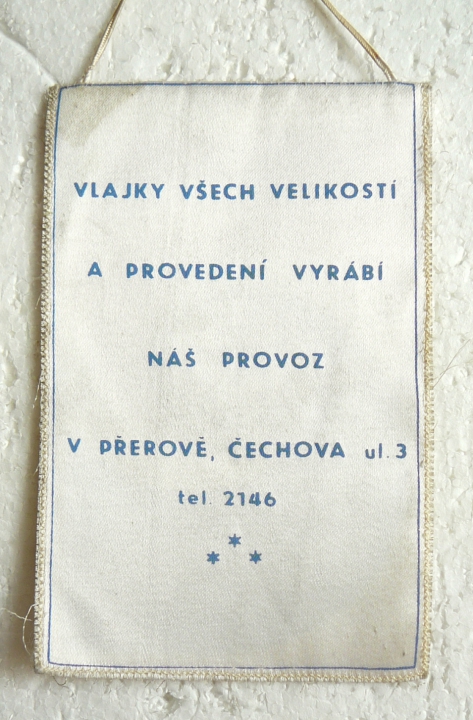 VLAJKY VŠECH VELIKOSTÍ
A PROVEDENÍ VYRÁBÍ
NÁŠ PROVOZ
V PŘEROVĚ, ČECHOVA ul. 3
tel. 2146